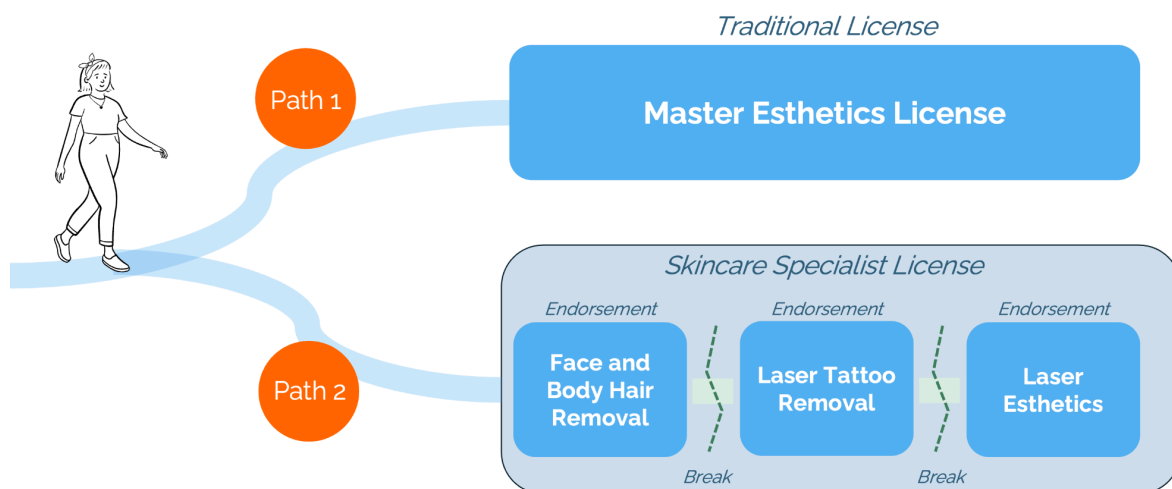 Traditional License
Path 1
Master Esthetics License
Skincare Specialist License
Path 2
Endorsement
Face and
Body Hair
Removal
Break
Endorsement
Laser Tattoo
Removal
Break
Endorsement
Laser
Esthetics